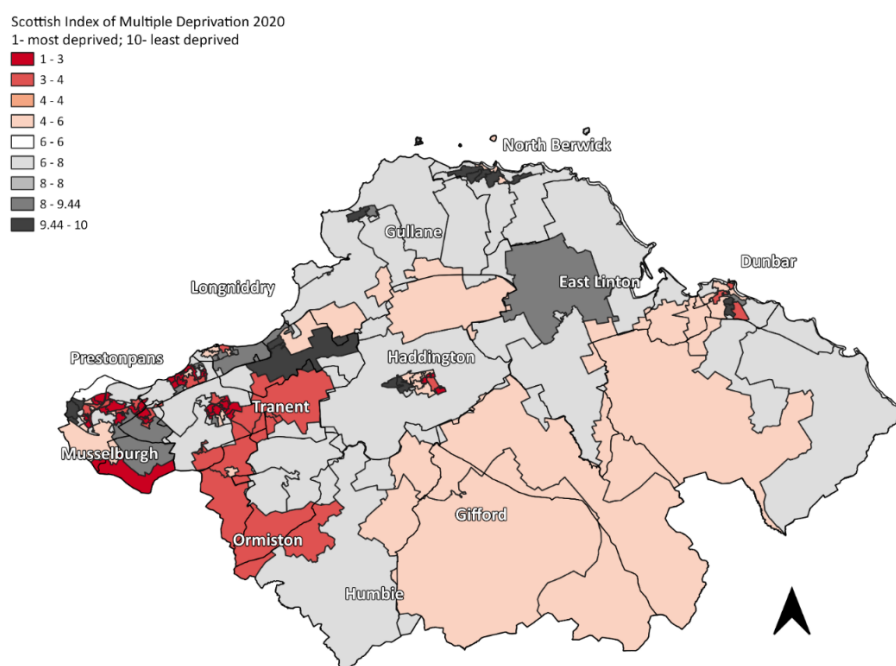 Scottish Index of Multiple Deprivation 2020
1- most deprived; 10- least deprived
1 - 3
3 - 4
4 - 4
4 - 6
6 - 6
6 - 8
8 - 8
8 - 9.44
9.44 - 10
North Berwick
Gullane
Dunbar
East Linton
Longniddry
Prestonpans
Haddington
Tranent
Musselburgh
Gifford
Ormiston
Humbie